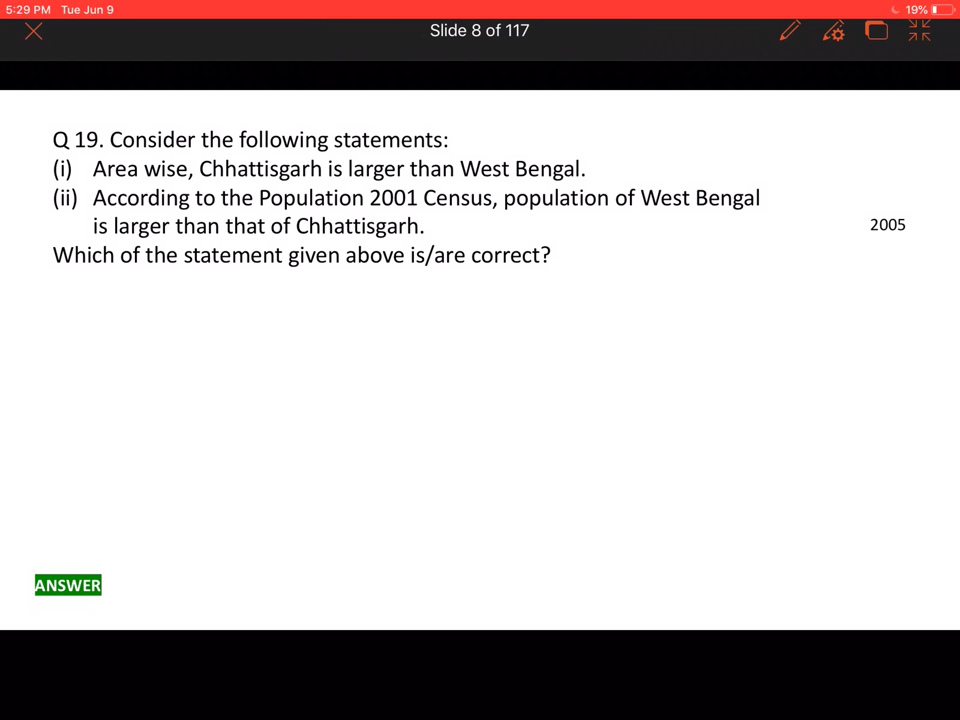 5:29 PM Tue Jun 9
19%
Slide 8 of 117
Q 19. Consider the following statements:
(i) Area wise, Chhattisgarh is larger than West Bengal.
(ii) According to the Population 2001 Census, population of West Bengal
is larger than that of Chhattisgarh.
2005
Which of the statement given above is/are correct?
ANSWER